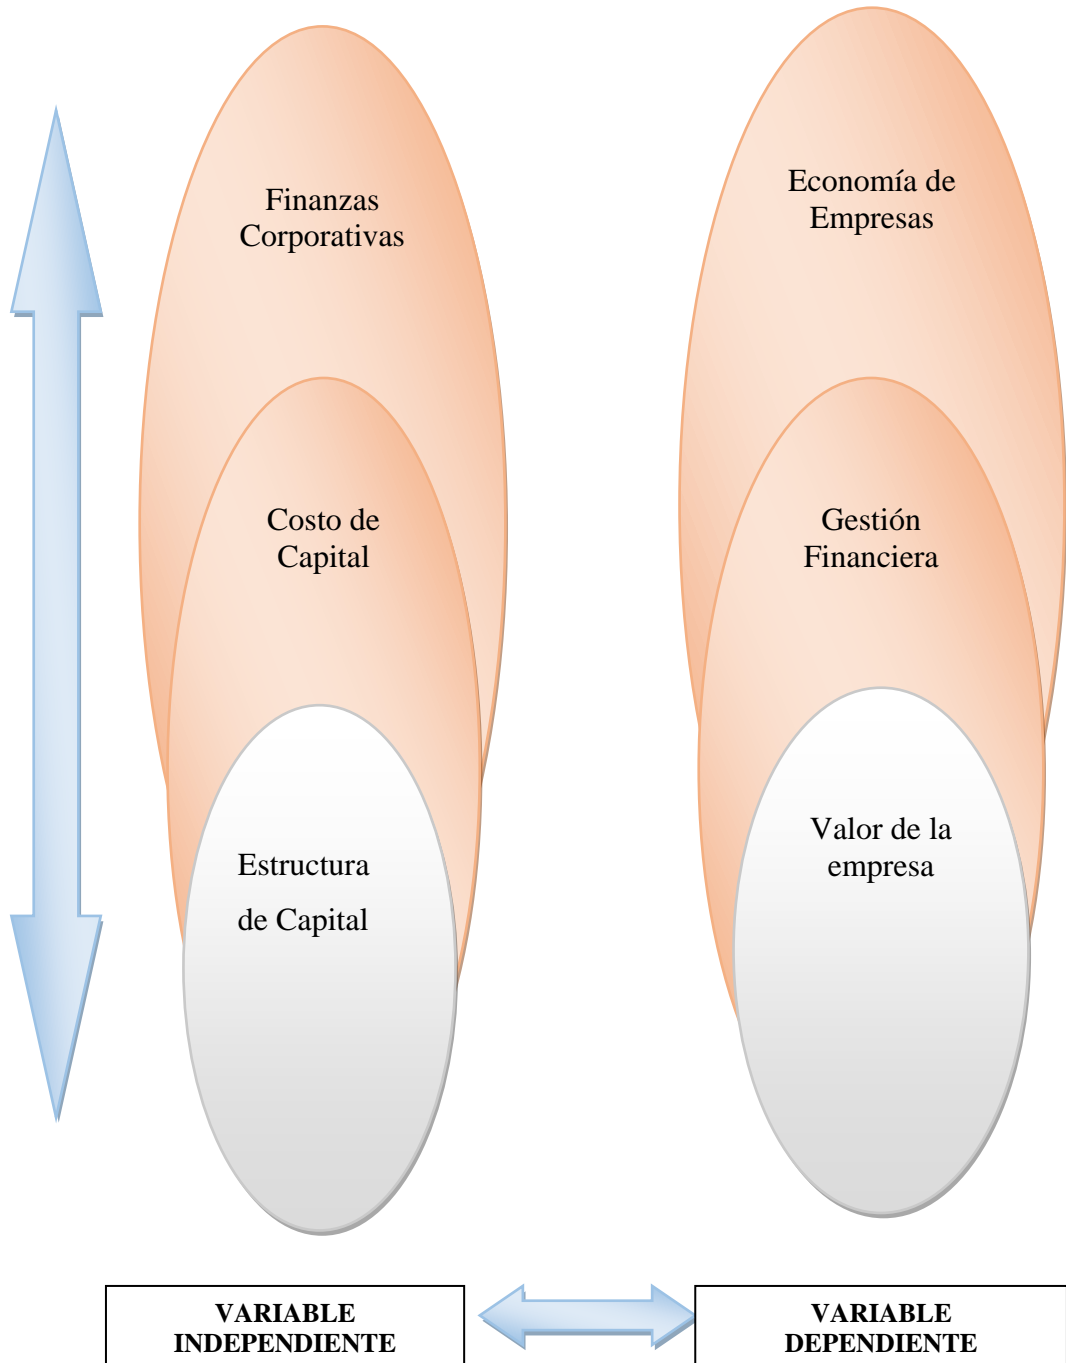 Finanzas
Corporativas
Costo de
Capital
Estructura
de Capital
Economía de
Empresas
Gestión
Financiera
Valor de la
empresa
VARIABLE
INDEPENDIENTE
VARIABLE
DEPENDIENTE